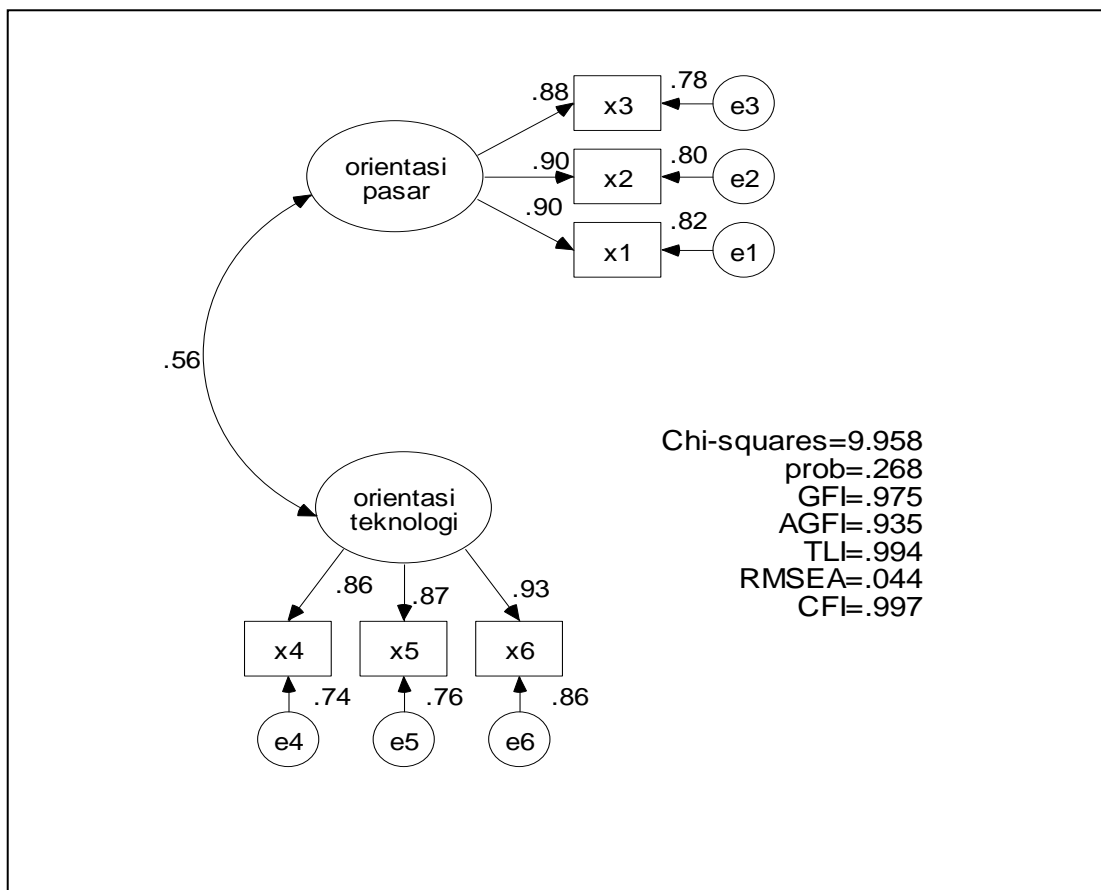 .88
x3
.78
e3
orientasi
pasar
.90
x2
.80
e2
.90
x1
.82
e1
.56
orientasi
teknologi
Chi-squares=9.958
prob=.268
GFI=.975
AGFI=.935
TLI=.994
RMSEA=.044
CFI=.997
.86
.87
.93
x4
x5
x6
.74
.76
.86
e4
e5
e6